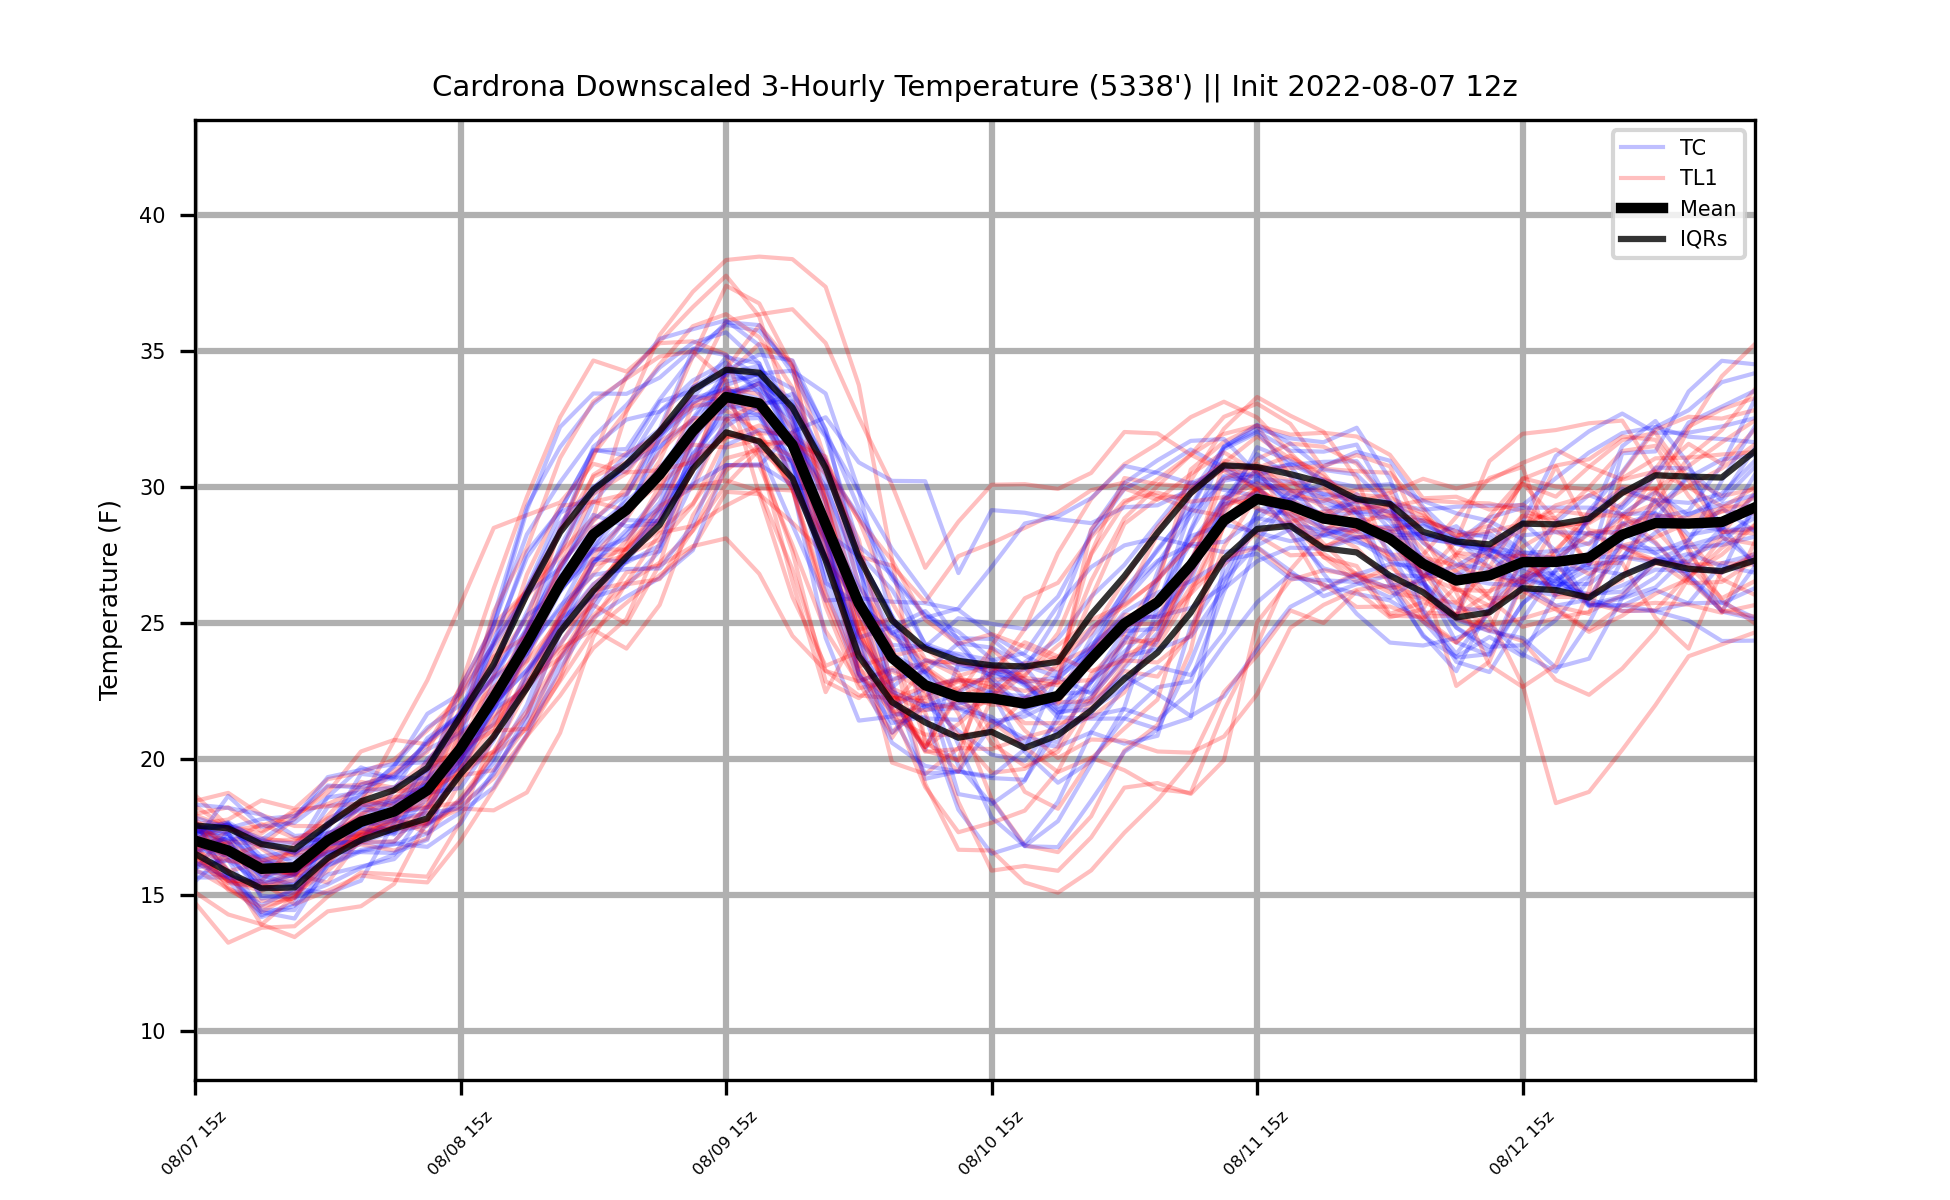 Cardrona Downscaled 3-Hourly Temperature (5338') || Init 2022-08-07 12z
TC
TL1
Mean
IQRs
Temperature (F)
40
35
30
25
20
15
10
08/07 15z
08/08 15z
08/09 15z
08/10 15z
08/11 15z
08/12 15z